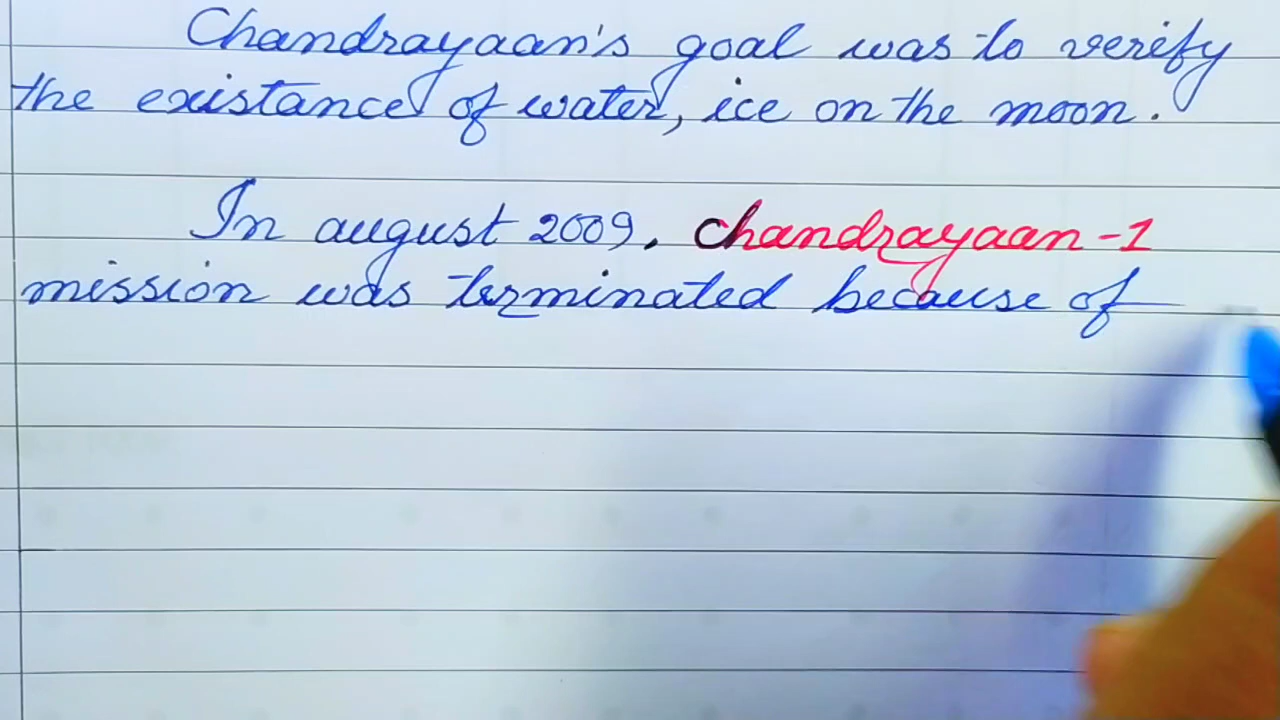 Chandrayaan's goal was to verify
the existance of water, ice on the moon.
In august 2009, chandrayaan-1
mission was terminated because of